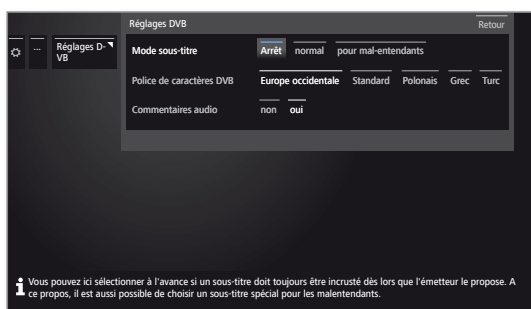 Réglages DVB
Retour
... Réglages D-
VB
Mode sous-titre Arrêt normal pour mal-entendants
Police de caractères DVB Europe occidentale Standard Polonais Grec Turc
Commentaires audio non oui
Vous pouvez ici sélectionner à l'avance si un sous-titre doit toujours être incrusté dès lors que l'émetteur le propose. A
ce propos, il est aussi possible de choisir un sous-titre spécial pour les malentendants.